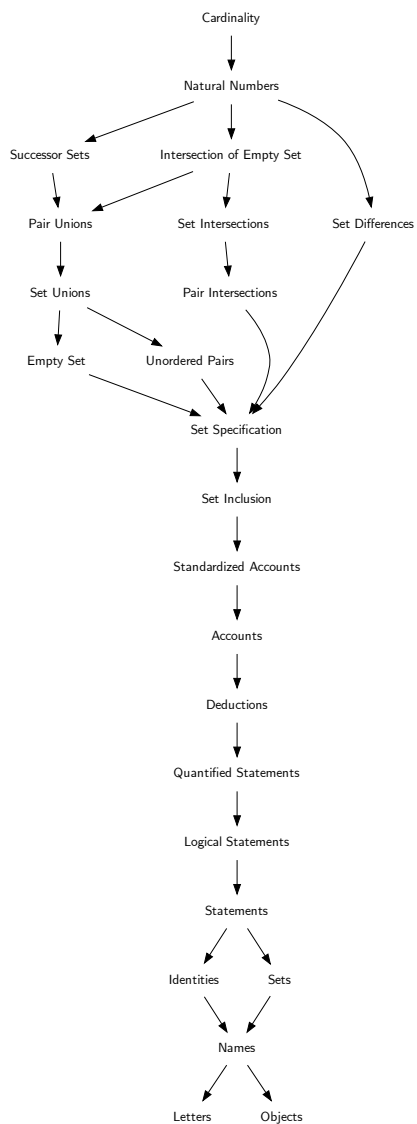 Cardinality
Natural Numbers
Successor Sets
Intersection of Empty Set
Pair Unions
Set Intersections
Set Differences
Set Unions
Pair Intersections
Empty Set
Unordered Pairs
Set Specification
Set Inclusion
Standardized Accounts
Accounts
Deductions
Quantified Statements
Logical Statements
Statements
Identities
Sets
Names
Letters
Objects